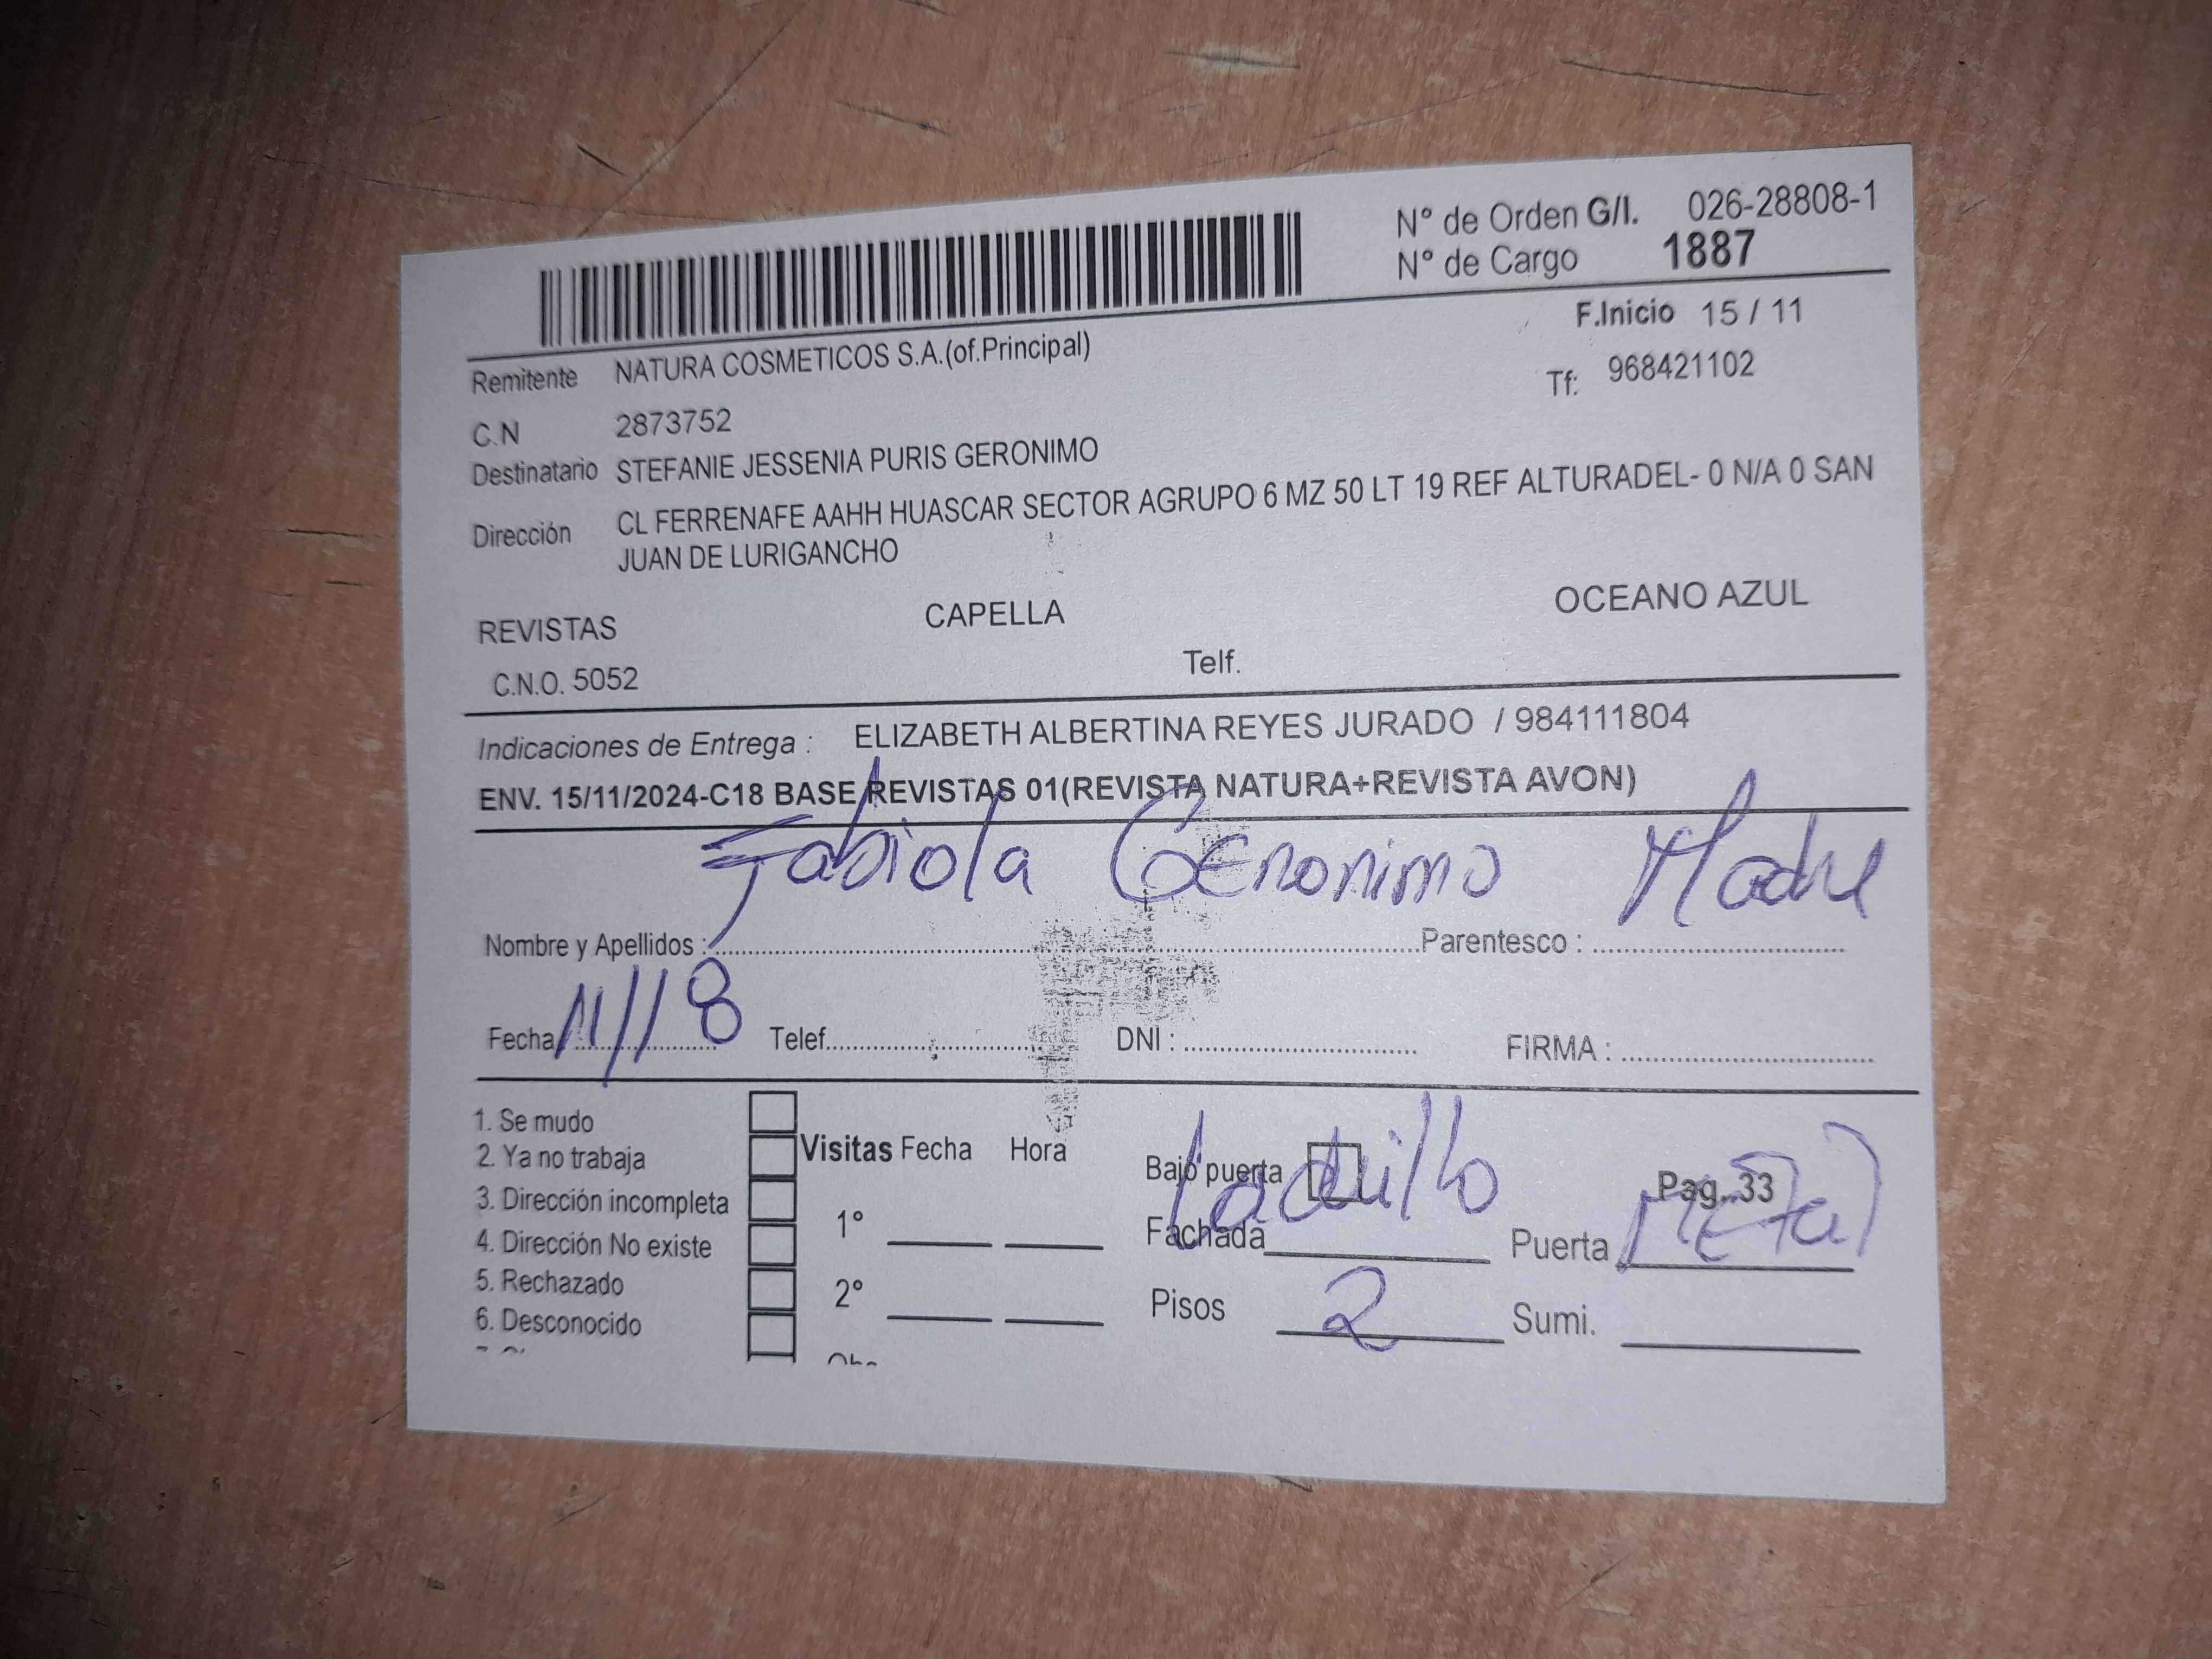 N° de Orden G/I. 026-28808-1
N° de Cargo 1887
F.Inicio 15 / 11
Remitente NATURA COSMETICOS S.A.(of.Principal)
Tf: 968421102
C.N 2873752
Destinatario STEFANIE JESSENIA PURIS GERONIMO
Dirección CL FERRENAFE AAHH HUASCAR SECTOR AGRUPO 6 MZ 50 LT 19 REF ALTURADEL- 0 N/A 0 SAN
JUAN DE LURIGANCHO
REVISTAS CAPELLA OCEANO AZUL
C.N.O. 5052 Telf.
Indicaciones de Entrega : ELIZABETH ALBERTINA REYES JURADO / 984111804
ENV. 15/11/2024-C18 BASE REVISTAS 01(REVISTA NATURA+REVISTA AVON)
Fabiola Geronimo Madre
Nombre y Apellidos : Parentesco :
Fecha 11/18 Telef. DNI : FIRMA :
1. Se mudo
2. Ya no trabaja
3. Dirección incompleta
4. Dirección No existe
5. Rechazado
6. Desconocido
Visitas Fecha Hora
1°
2°
Bajo puerta Pag..33
Fachada Ladrillo Puerta Metal
Pisos 2 Sumi.